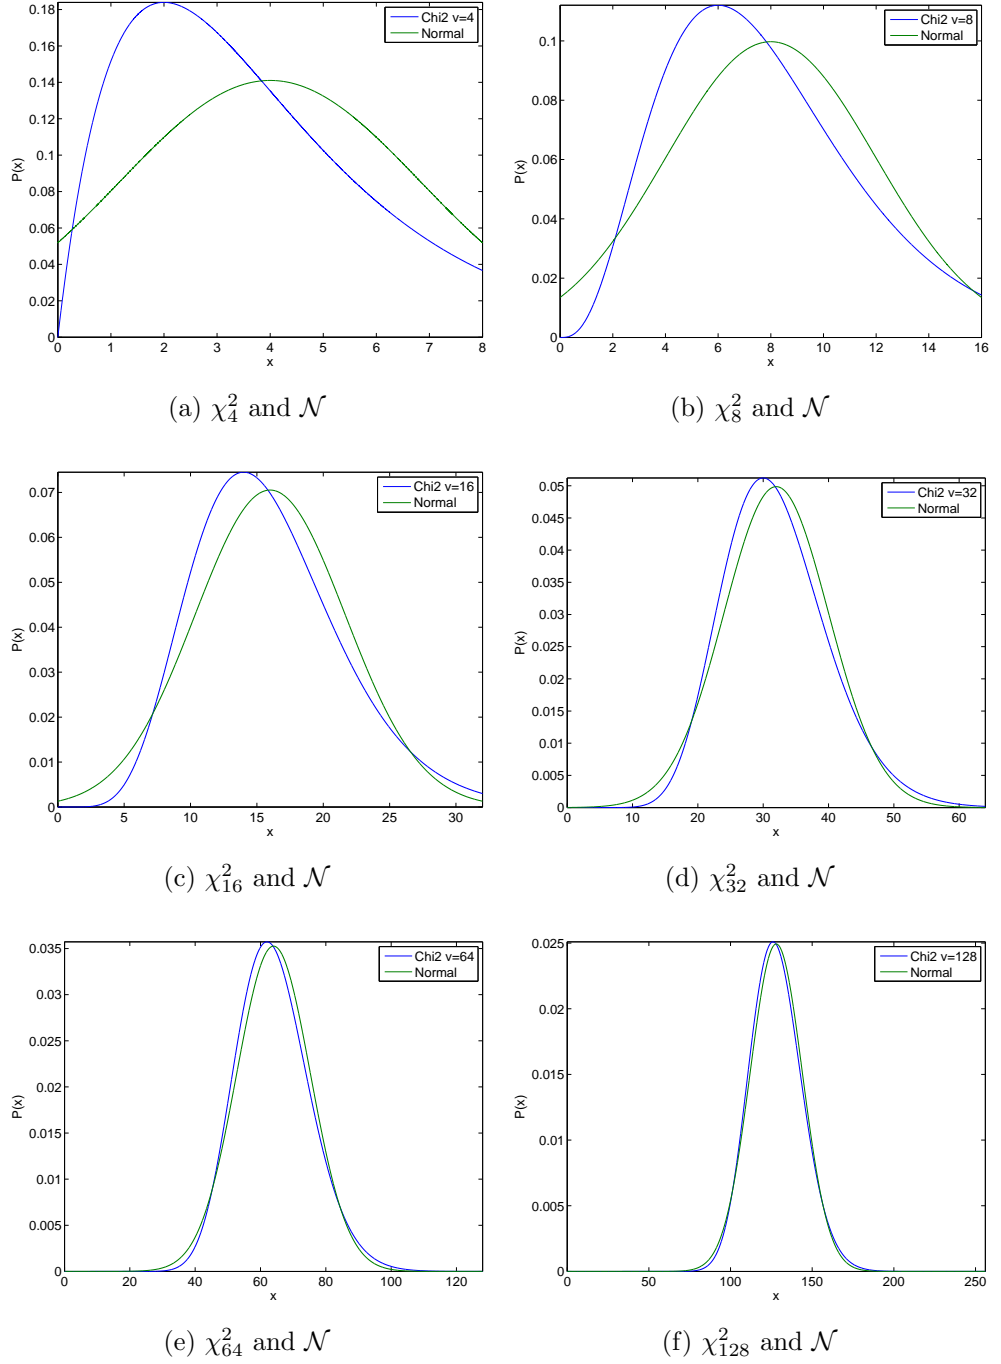 0.18
0.16
0.14
0.12
0.1
0.08
0.06
0.04
0.02
0
P(x)
0 1 2 3 4 5 6 7 8
x
Chi2 v=4
Normal
(a) χ²₄ and 𝒩
0.1
0.08
0.06
0.04
0.02
0
P(x)
0 2 4 6 8 10 12 14 16
x
Chi2 v=8
Normal
(b) χ²₈ and 𝒩
0.07
0.06
0.05
0.04
0.03
0.02
0.01
0
P(x)
0 5 10 15 20 25 30
x
Chi2 v=16
Normal
(c) χ²₁₆ and 𝒩
0.05
0.045
0.04
0.035
0.03
0.025
0.02
0.015
0.01
0.005
0
P(x)
0 10 20 30 40 50 60
x
Chi2 v=32
Normal
(d) χ²₃₂ and 𝒩
0.035
0.03
0.025
0.02
0.015
0.01
0.005
0
P(x)
0 20 40 60 80 100 120
x
Chi2 v=64
Normal
(e) χ²₆₄ and 𝒩
0.025
0.02
0.015
0.01
0.005
0
P(x)
0 50 100 150 200 250
x
Chi2 v=128
Normal
(f) χ²₁₂₈ and 𝒩